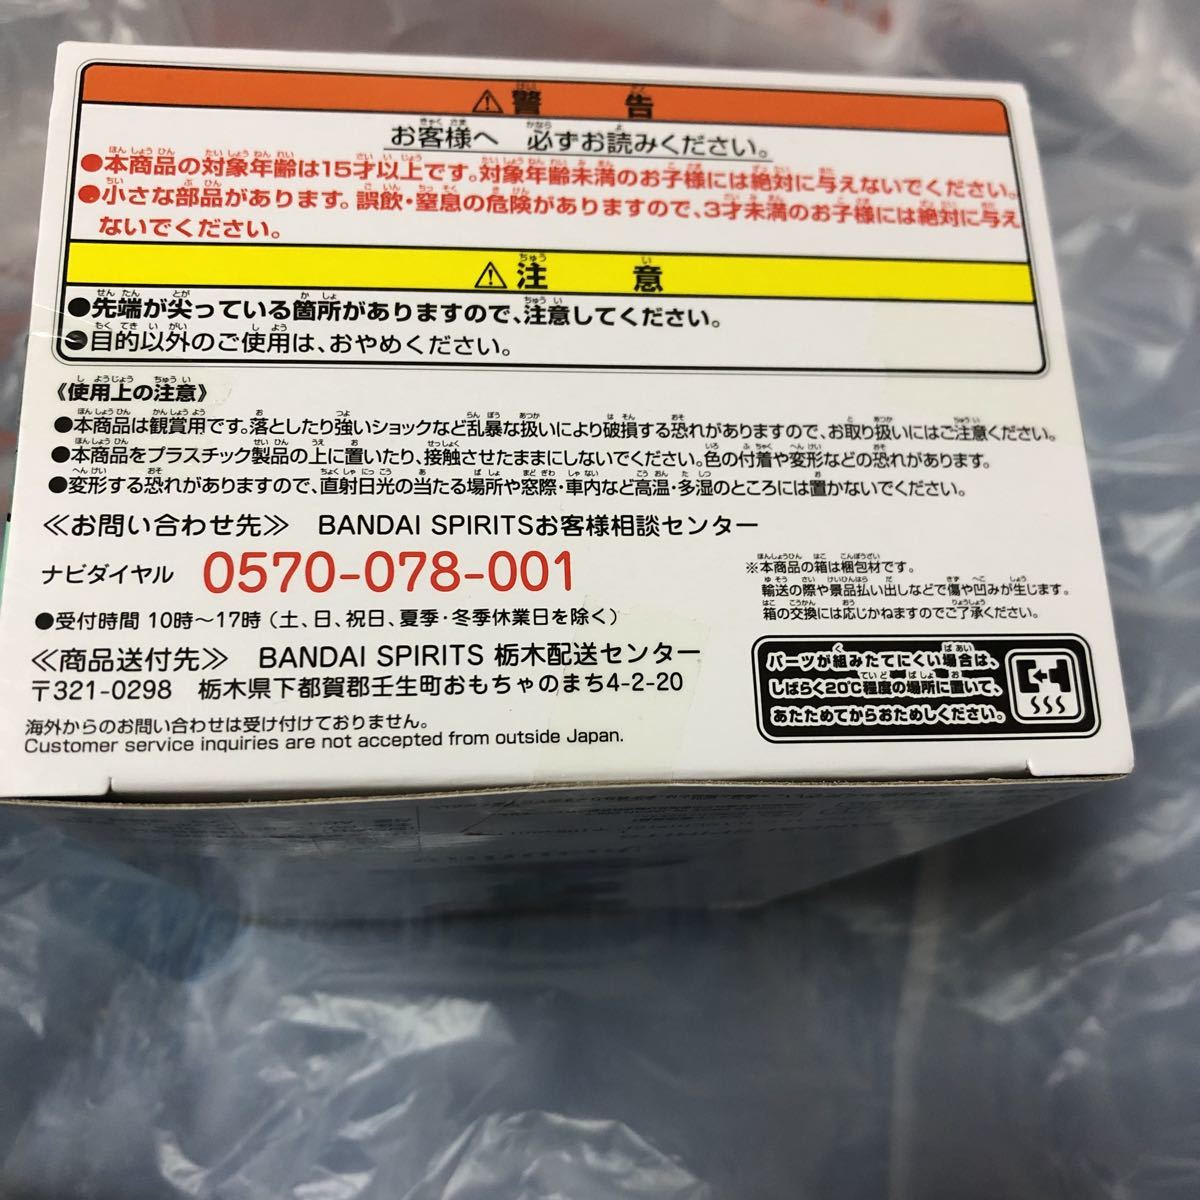 ⚠警告
お客様へ 必ずお読みください。
●本商品の対象年齢は15才以上です。対象年齢未満のお子様には絶対に与えないでください。
●小さな部品があります。誤飲・窒息の危険がありますので、3才未満のお子様には絶対に与え
ないでください。
⚠注意
●先端が尖っている箇所がありますので、注意してください。
●目的以外のご使用は、おやめください。
《使用上の注意》
●本商品は観賞用です。落としたり強いショックなど乱暴な扱いにより破損する恐れがありますので、お取り扱いにはご注意ください。
●本商品をプラスチック製品の上に置いたり、接触させたままにしないでください。色の付着や変形などの恐れがあります。
●変形する恐れがありますので、直射日光の当たる場所や窓際・車内など高温・多湿のところには置かないでください。
≪お問い合わせ先≫ BANDAI SPIRITSお客様相談センター
ナビダイヤル 0570-078-001
●受付時間 10時～17時（土、日、祝日、夏季・冬季休業日を除く）
≪商品送付先≫ BANDAI SPIRITS 栃木配送センター
〒321-0298 栃木県下都賀郡壬生町おもちゃのまち4-2-20
海外からのお問い合わせは受け付けておりません。
Customer service inquiries are not accepted from outside Japan.
※本商品の箱は梱包材です。
輸送の際や景品払い出しなどで傷や凹みが生じます。
箱の交換には応じかねますのでご了承ください。
パーツが組みたてにくい場合は、
しばらく20℃程度の場所に置いて、
あたためてからおためしください。